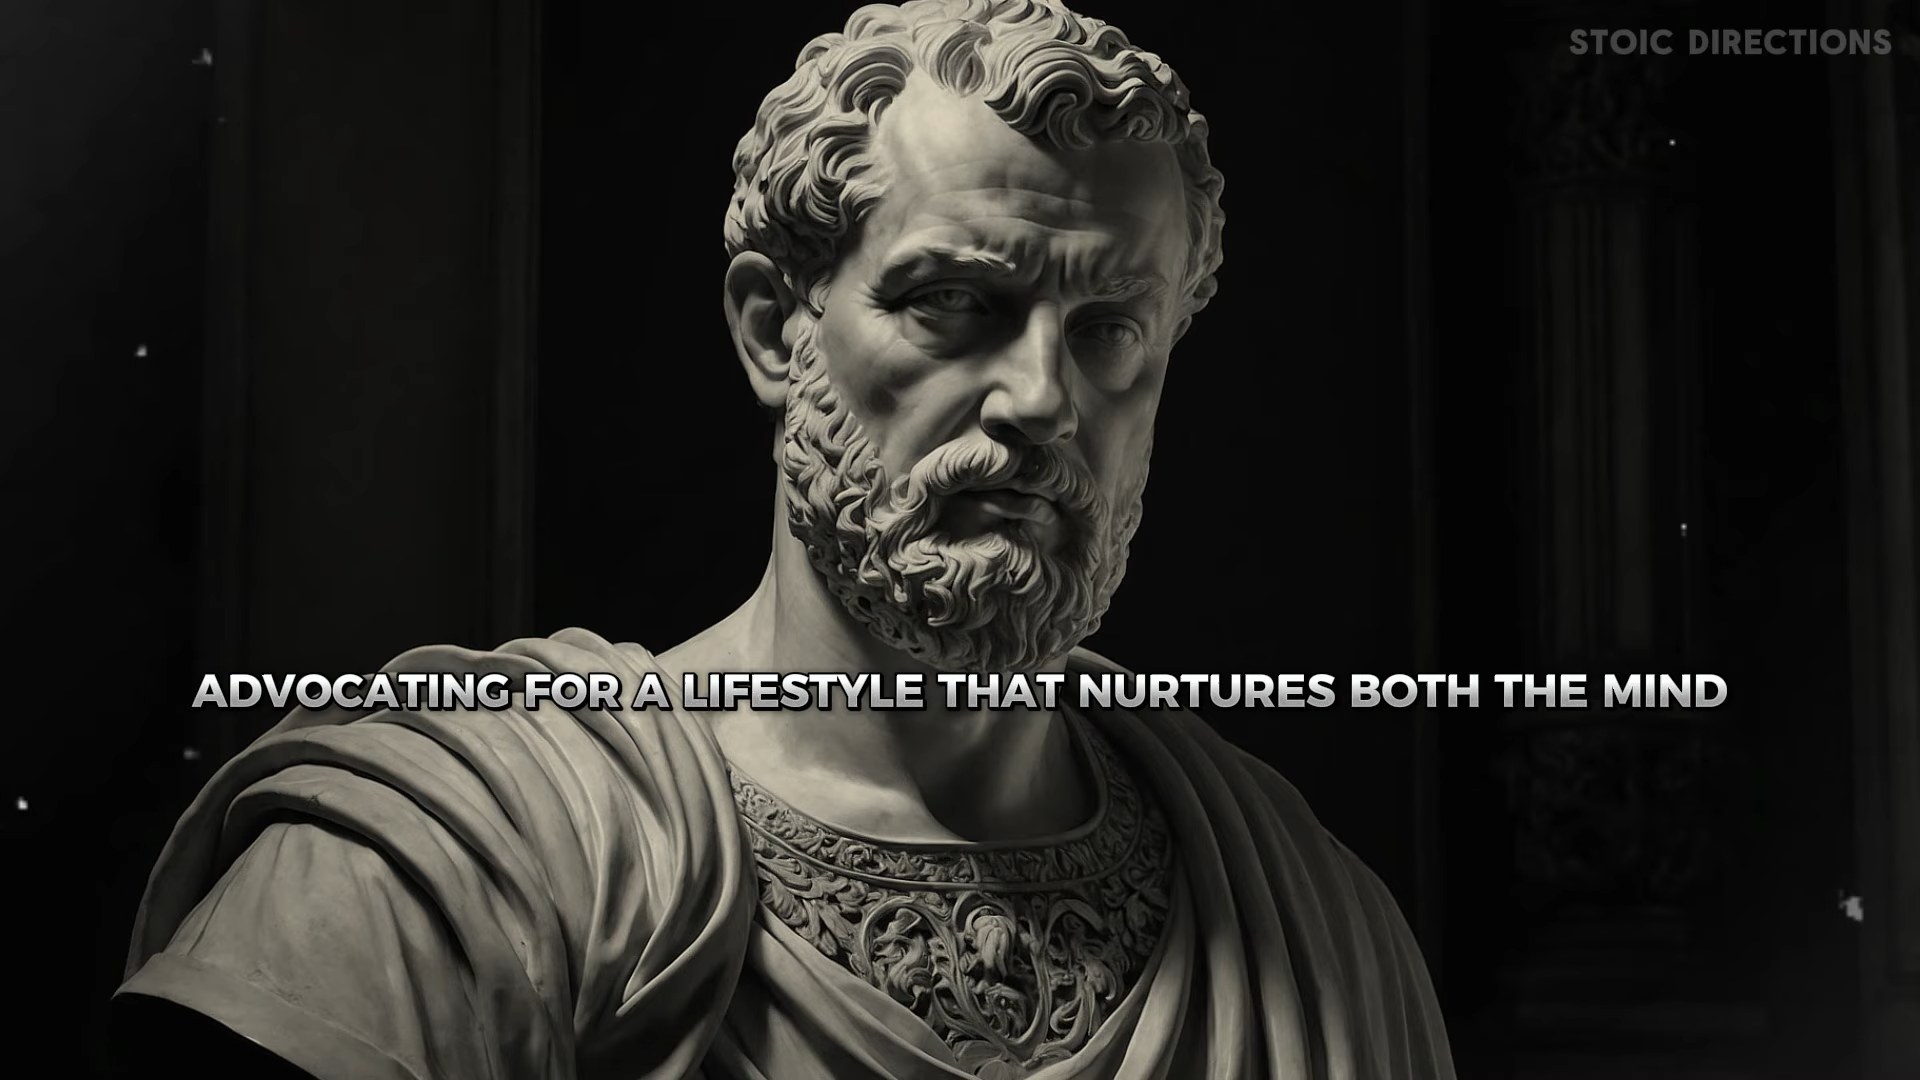 STOIC DIRECTIONS
ADVOCATING FOR A LIFESTYLE THAT NURTURES BOTH THE MIND